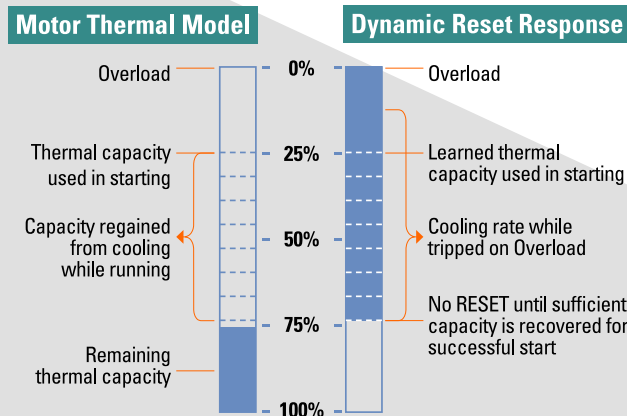 Motor Thermal Model
Dynamic Reset Response
Overload
Thermal capacity
used in starting
Capacity regained
from cooling
while running
Remaining
thermal capacity
0%
25%
50%
75%
100%
Overload
Learned thermal
capacity used in starting
Cooling rate while
tripped on Overload
No RESET until sufficient
capacity is recovered for
successful start